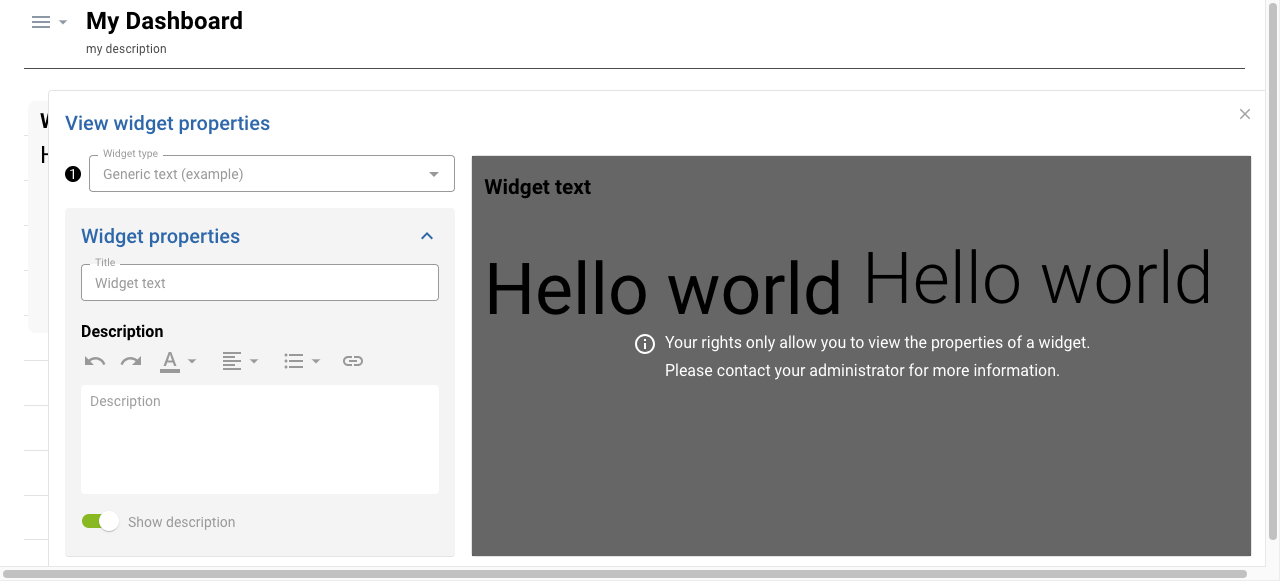 My Dashboard
my description
View widget properties
1
Widget type
Generic text (example)
Widget properties
Title
Widget text
Description
A
Description
Show description
Widget text
Hello world Hello world
Your rights only allow you to view the properties of a widget.
Please contact your administrator for more information.